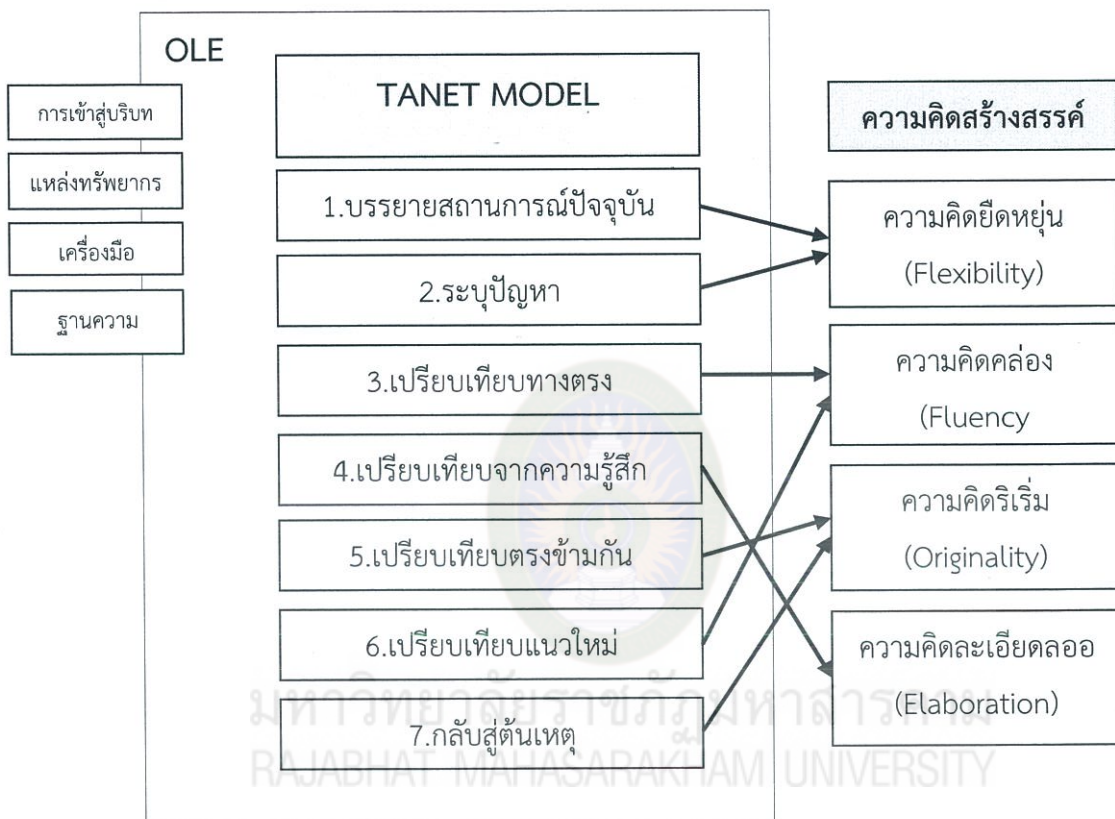 OLE
การเข้าสู่บริบท
แหล่งทรัพยากร
เครื่องมือ
ฐานความ
TANET MODEL
1.บรรยายสถานการณ์ปัจจุบัน
2.ระบุปัญหา
3.เปรียบเทียบทางตรง
4.เปรียบเทียบจากความรู้สึก
5.เปรียบเทียบตรงข้ามกัน
6.เปรียบเทียบแนวใหม่
7.กลับสู่ต้นเหตุ
ความคิดสร้างสรรค์
ความคิดยืดหยุ่น
(Flexibility)
ความคิดคล่อง
(Fluency
ความคิดริเริ่ม
(Originality)
ความคิดละเอียดลออ
(Elaboration)
มหาวิทยาลัยราชภัฏมหาสารคาม
RAJABHAT MAHASARAKHAM UNIVERSITY